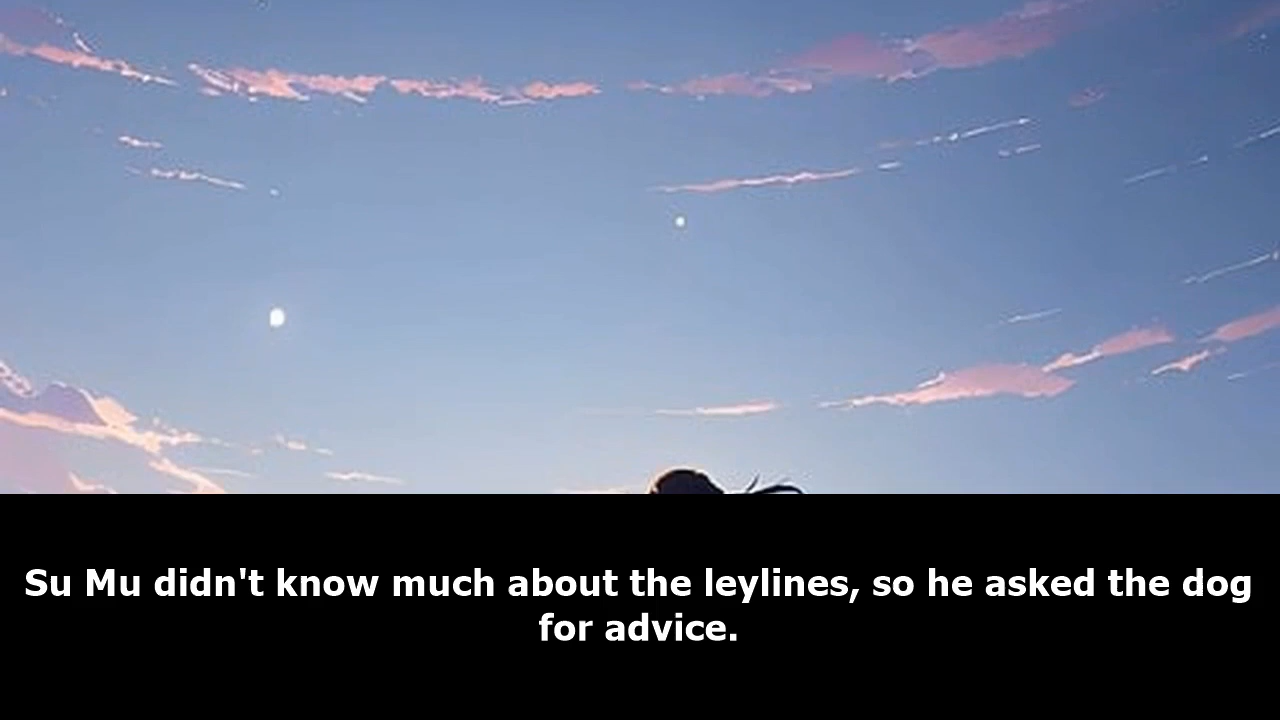 Su Mu didn't know much about the leylines, so he asked the dog
for advice.